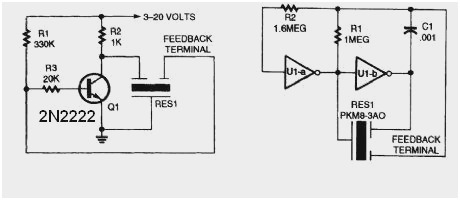 3–20 VOLTS
R1
330K
R2
1K
FEEDBACK
TERMINAL
R3
20K
Q1
RES1
2N2222
R2
1.6MEG
R1
1MEG
C1
.001
U1-a
U1-b
RES1
PKM8-3AO
FEEDBACK
TERMINAL